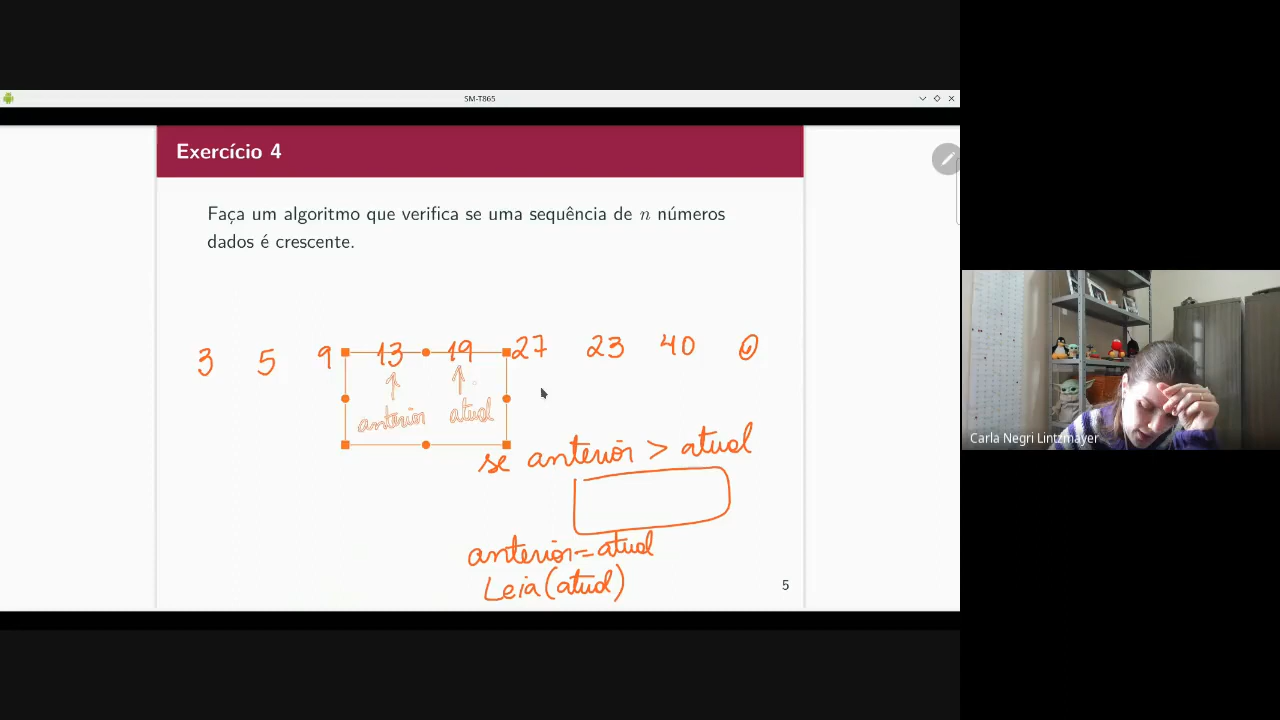 SM-T865
Exercício 4
Faça um algoritmo que verifica se uma sequência de n números
dados é crescente.
3 5 9 13 19 27 23 40
anterior atual
se anterior > atual
anterior = atual
Leia (atual)
5
Carla Negri Lintzmayer